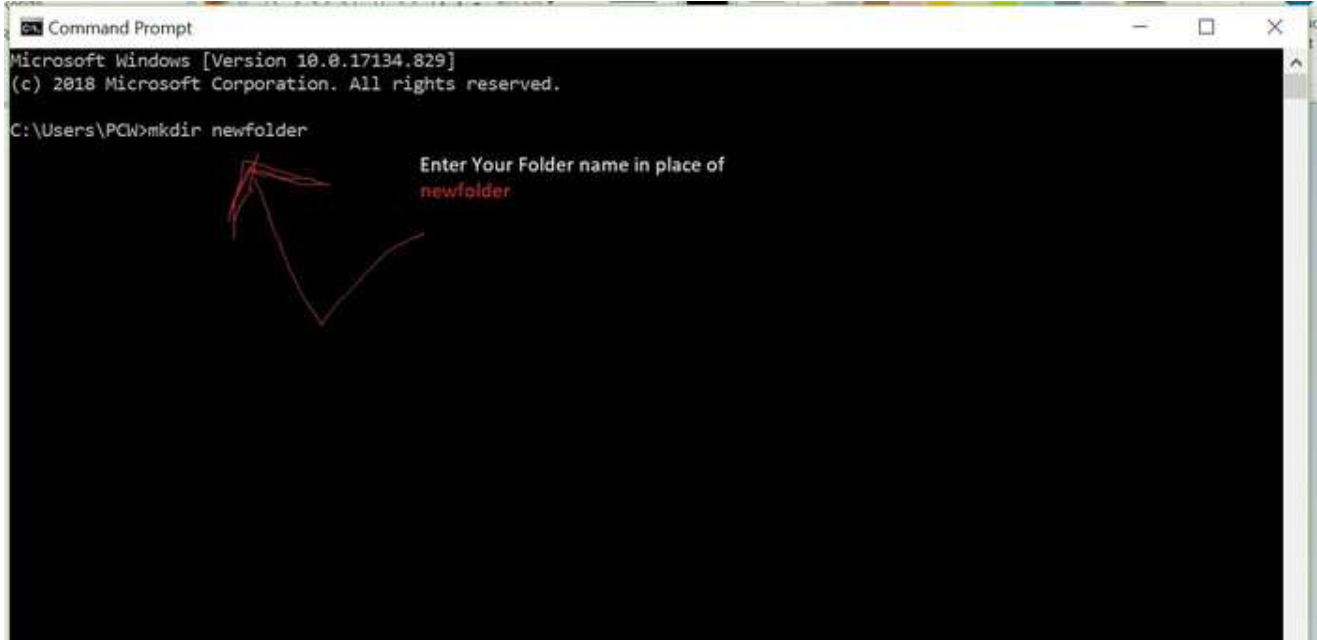 Command Prompt
Microsoft Windows [Version 10.0.17134.829]
(c) 2018 Microsoft Corporation. All rights reserved.
C:\Users\PCW>mkdir newfolder
Enter Your Folder name in place of
newfolder